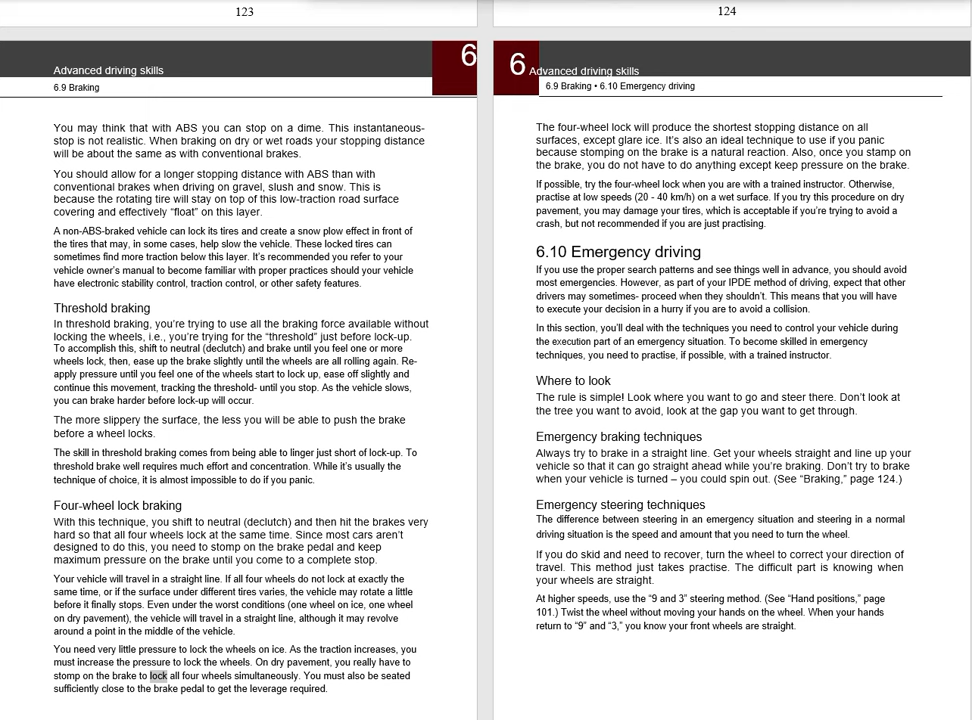 123
Advanced driving skills
6
6.9 Braking
You may think that with ABS you can stop on a dime. This instantaneous-
stop is not realistic. When braking on dry or wet roads your stopping distance
will be about the same as with conventional brakes.
You should allow for a longer stopping distance with ABS than with
conventional brakes when driving on gravel, slush and snow. This is
because the rotating tire will stay on top of this low-traction road surface
covering and effectively “float” on this layer.
A non-ABS-braked vehicle can lock its tires and create a snow plow effect in front of
the tires that may, in some cases, help slow the vehicle. These locked tires can
sometimes find more traction below this layer. It’s recommended you refer to your
vehicle owner’s manual to become familiar with proper practices should your vehicle
have electronic stability control, traction control, or other safety features.
Threshold braking
In threshold braking, you’re trying to use all the braking force available without
locking the wheels, i.e., you’re trying for the “threshold” just before lock-up.
To accomplish this, shift to neutral (declutch) and brake until you feel one or more
wheels lock, then, ease up the brake slightly until the wheels are all rolling again. Re-
apply pressure until you feel one of the wheels start to lock up, ease off slightly and
continue this movement, tracking the threshold- until you stop. As the vehicle slows,
you can brake harder before lock-up will occur.
The more slippery the surface, the less you will be able to push the brake
before a wheel locks.
The skill in threshold braking comes from being able to linger just short of lock-up. To
threshold brake well requires much effort and concentration. While it’s usually the
technique of choice, it is almost impossible to do if you panic.
Four-wheel lock braking
With this technique, you shift to neutral (declutch) and then hit the brakes very
hard so that all four wheels lock at the same time. Since most cars aren’t
designed to do this, you need to stomp on the brake pedal and keep
maximum pressure on the brake until you come to a complete stop.
Your vehicle will travel in a straight line. If all four wheels do not lock at exactly the
same time, or if the surface under different tires varies, the vehicle may rotate a little
before it finally stops. Even under the worst conditions (one wheel on ice, one wheel
on dry pavement), the vehicle will travel in a straight line, although it may revolve
around a point in the middle of the vehicle.
You need very little pressure to lock the wheels on ice. As the traction increases, you
must increase the pressure to lock the wheels. On dry pavement, you really have to
stomp on the brake to lock all four wheels simultaneously. You must also be seated
sufficiently close to the brake pedal to get the leverage required.
124
6 Advanced driving skills
6.9 Braking • 6.10 Emergency driving
The four-wheel lock will produce the shortest stopping distance on all
surfaces, except glare ice. It’s also an ideal technique to use if you panic
because stomping on the brake is a natural reaction. Also, once you stamp on
the brake, you do not have to do anything except keep pressure on the brake.
If possible, try the four-wheel lock when you are with a trained instructor. Otherwise,
practise at low speeds (20 - 40 km/h) on a wet surface. If you try this procedure on dry
pavement, you may damage your tires, which is acceptable if you’re trying to avoid a
crash, but not recommended if you are just practising.
6.10 Emergency driving
If you use the proper search patterns and see things well in advance, you should avoid
most emergencies. However, as part of your IPDE method of driving, expect that other
drivers may sometimes- proceed when they shouldn’t. This means that you will have
to execute your decision in a hurry if you are to avoid a collision.
In this section, you’ll deal with the techniques you need to control your vehicle during
the execution part of an emergency situation. To become skilled in emergency
techniques, you need to practise, if possible, with a trained instructor.
Where to look
The rule is simple! Look where you want to go and steer there. Don’t look at
the tree you want to avoid, look at the gap you want to get through.
Emergency braking techniques
Always try to brake in a straight line. Get your wheels straight and line up your
vehicle so that it can go straight ahead while you’re braking. Don’t try to brake
when your vehicle is turned – you could spin out. (See “Braking,” page 124.)
Emergency steering techniques
The difference between steering in an emergency situation and steering in a normal
driving situation is the speed and amount that you need to turn the wheel.
If you do skid and need to recover, turn the wheel to correct your direction of
travel. This method just takes practise. The difficult part is knowing when
your wheels are straight.
At higher speeds, use the “9 and 3” steering method. (See “Hand positions,” page
101.) Twist the wheel without moving your hands on the wheel. When your hands
return to “9” and “3,” you know your front wheels are straight.